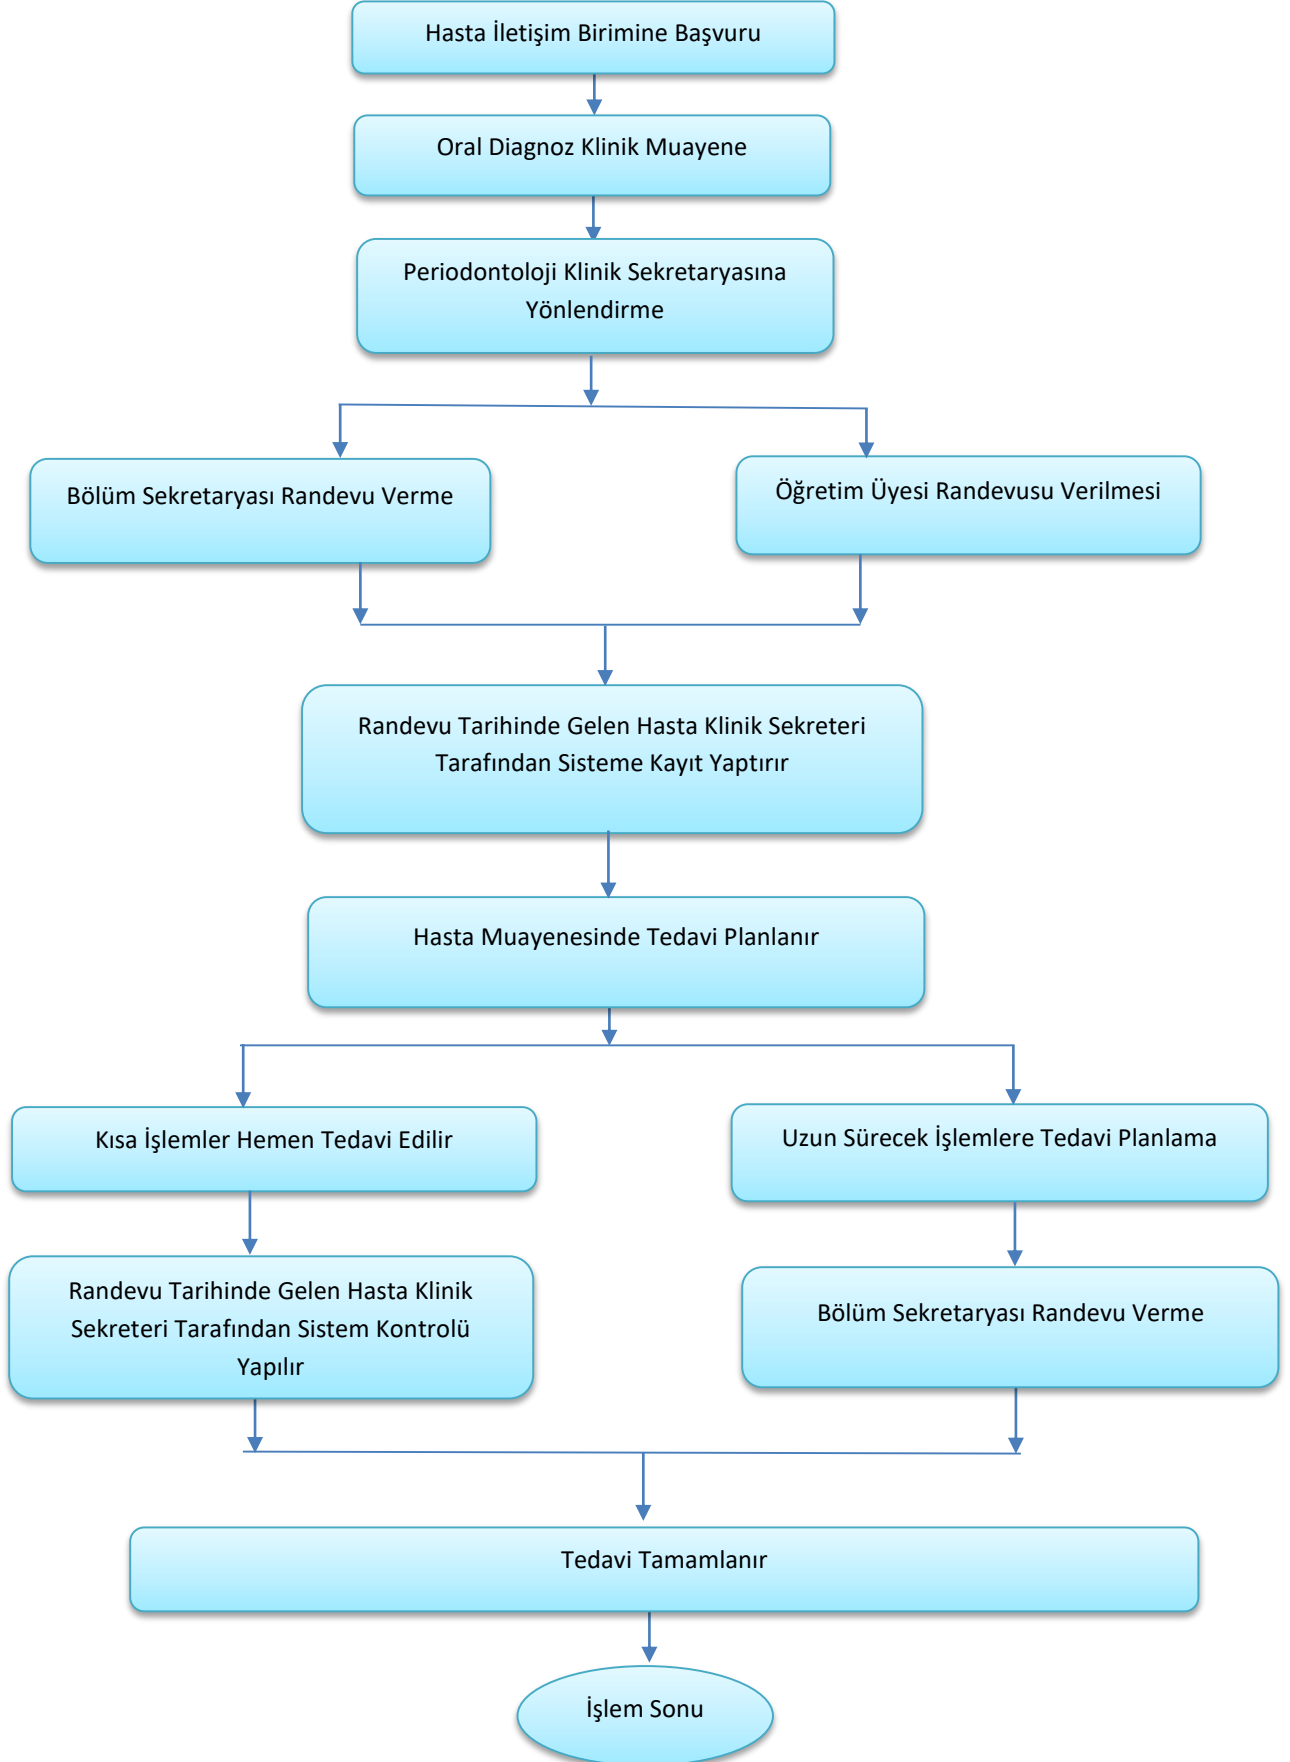 Hasta İletişim Birimine Başvuru
Oral Diagnoz Klinik Muayene
Periodontoloji Klinik Sekretaryasına
Yönlendirme
Bölüm Sekretaryası Randevu Verme
Öğretim Üyesi Randevusu Verilmesi
Randevu Tarihinde Gelen Hasta Klinik Sekreteri
Tarafından Sisteme Kayıt Yaptırır
Hasta Muayenesinde Tedavi Planlanır
Kısa İşlemler Hemen Tedavi Edilir
Uzun Sürecek İşlemlere Tedavi Planlama
Randevu Tarihinde Gelen Hasta Klinik
Sekreteri Tarafından Sistem Kontrolü
Yapılır
Bölüm Sekretaryası Randevu Verme
Tedavi Tamamlanır
İşlem Sonu